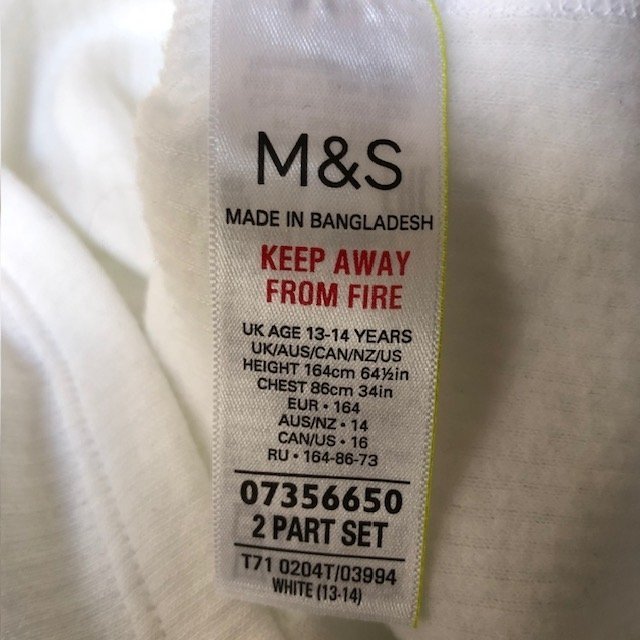 M&S
MADE IN BANGLADESH
KEEP AWAY
FROM FIRE
UK AGE 13-14 YEARS
UK/AUS/CAN/NZ/US
HEIGHT 164cm 64½in
CHEST 86cm 34in
EUR • 164
AUS/NZ • 14
CAN/US • 16
RU • 164-86-73
07356650
2 PART SET
T71 0204T/03994
WHITE (13-14)